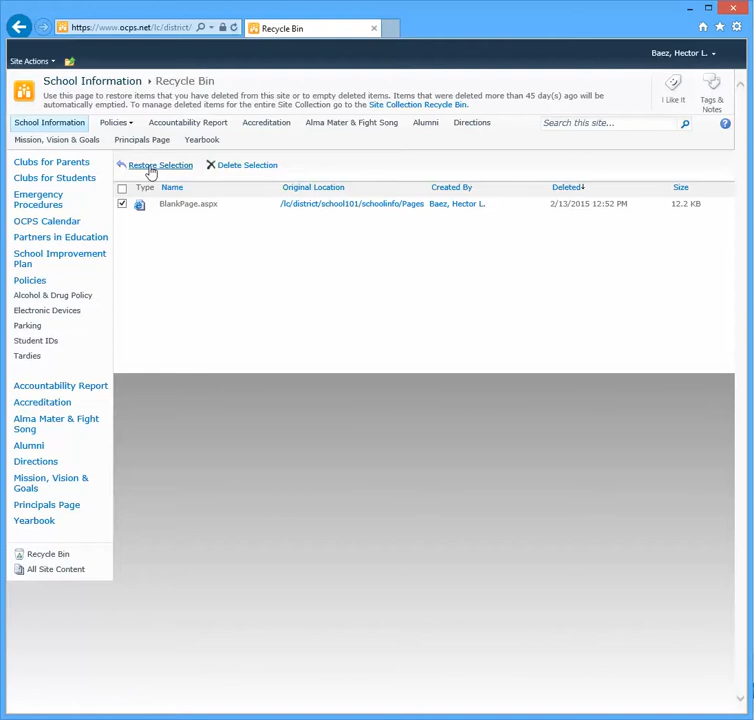 https://www.ocps.net/lc/district/
Recycle Bin
Baez, Hector L.
Site Actions
School Information
Recycle Bin
Use this page to restore items that you have deleted from this site or to empty deleted items. Items that were deleted more than 45 day(s) ago will be
automatically emptied. To manage deleted items for the entire Site Collection go to the Site Collection Recycle Bin.
I Like It
Tags &
Notes
School Information
Policies
Accountability Report
Accreditation
Alma Mater & Fight Song
Alumni
Directions
Search this site...
Mission, Vision & Goals
Principals Page
Yearbook
Clubs for Parents
Clubs for Students
Emergency
Procedures
OCPS Calendar
Partners in Education
School Improvement
Plan
Policies
Alcohol & Drug Policy
Electronic Devices
Parking
Student IDs
Tardies
Accountability Report
Accreditation
Alma Mater & Fight
Song
Alumni
Directions
Mission, Vision &
Goals
Principals Page
Yearbook
Recycle Bin
All Site Content
Restore Selection
Delete Selection
Type Name Original Location Created By Deleted Size
BlankPage.aspx /lc/district/school101/schoolinfo/Pages Baez, Hector L. 2/13/2015 12:52 PM 12.2 KB